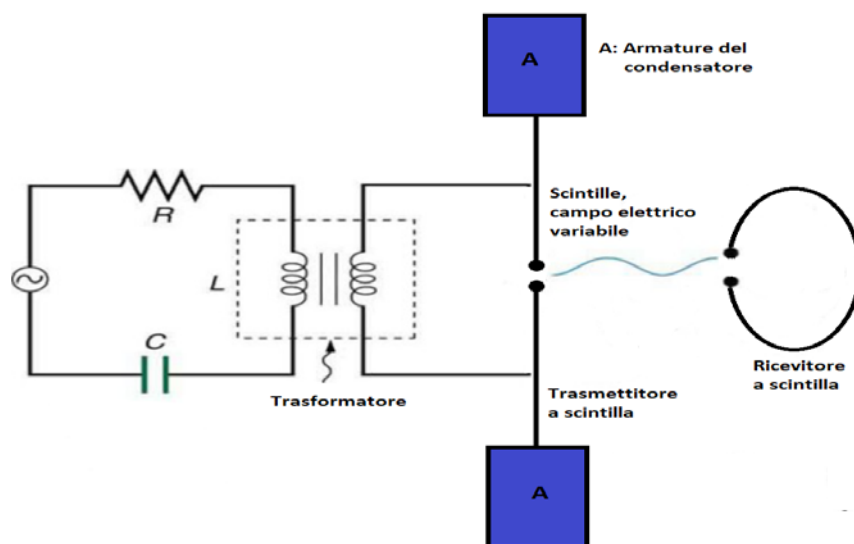 A
A: Armature del
condensatore
R
Scintille,
campo elettrico
variabile
L
C
Trasformatore
Trasmettitore
a scintilla
Ricevitore
a scintilla
A